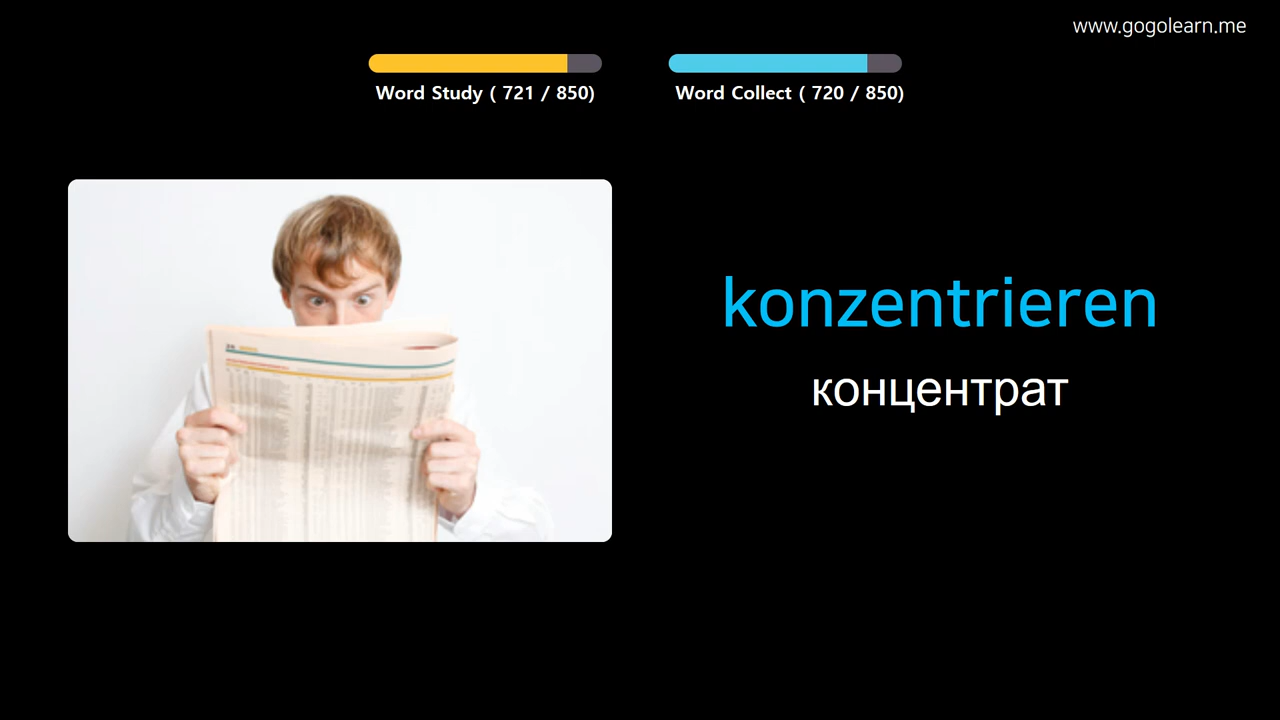 www.gogolearn.me
Word Study ( 721 / 850)
Word Collect ( 720 / 850)
konzentrieren
концентрат